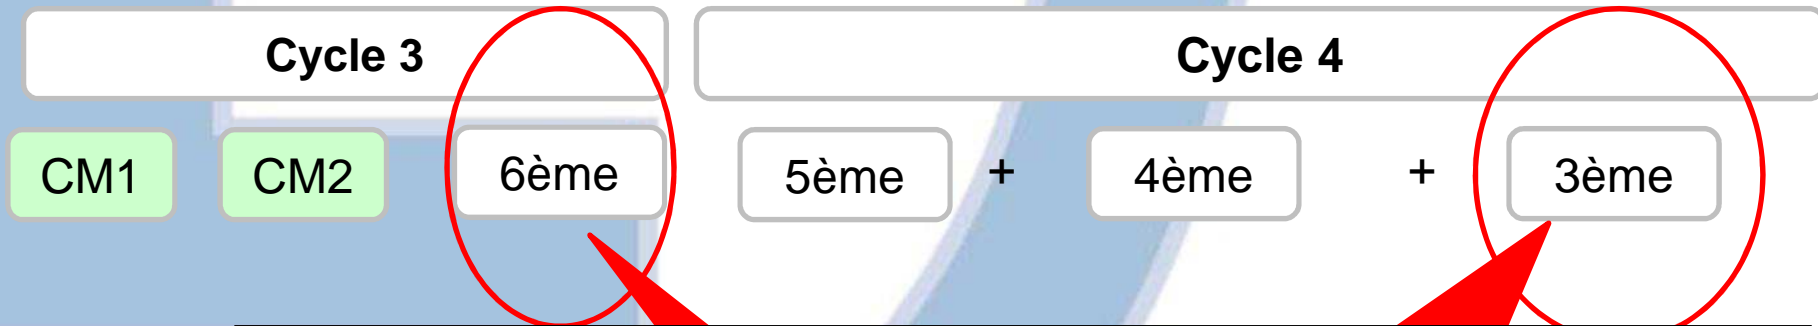 Cycle 3 Cycle 4
CM1 CM2 6ème 5ème + 4ème + 3ème